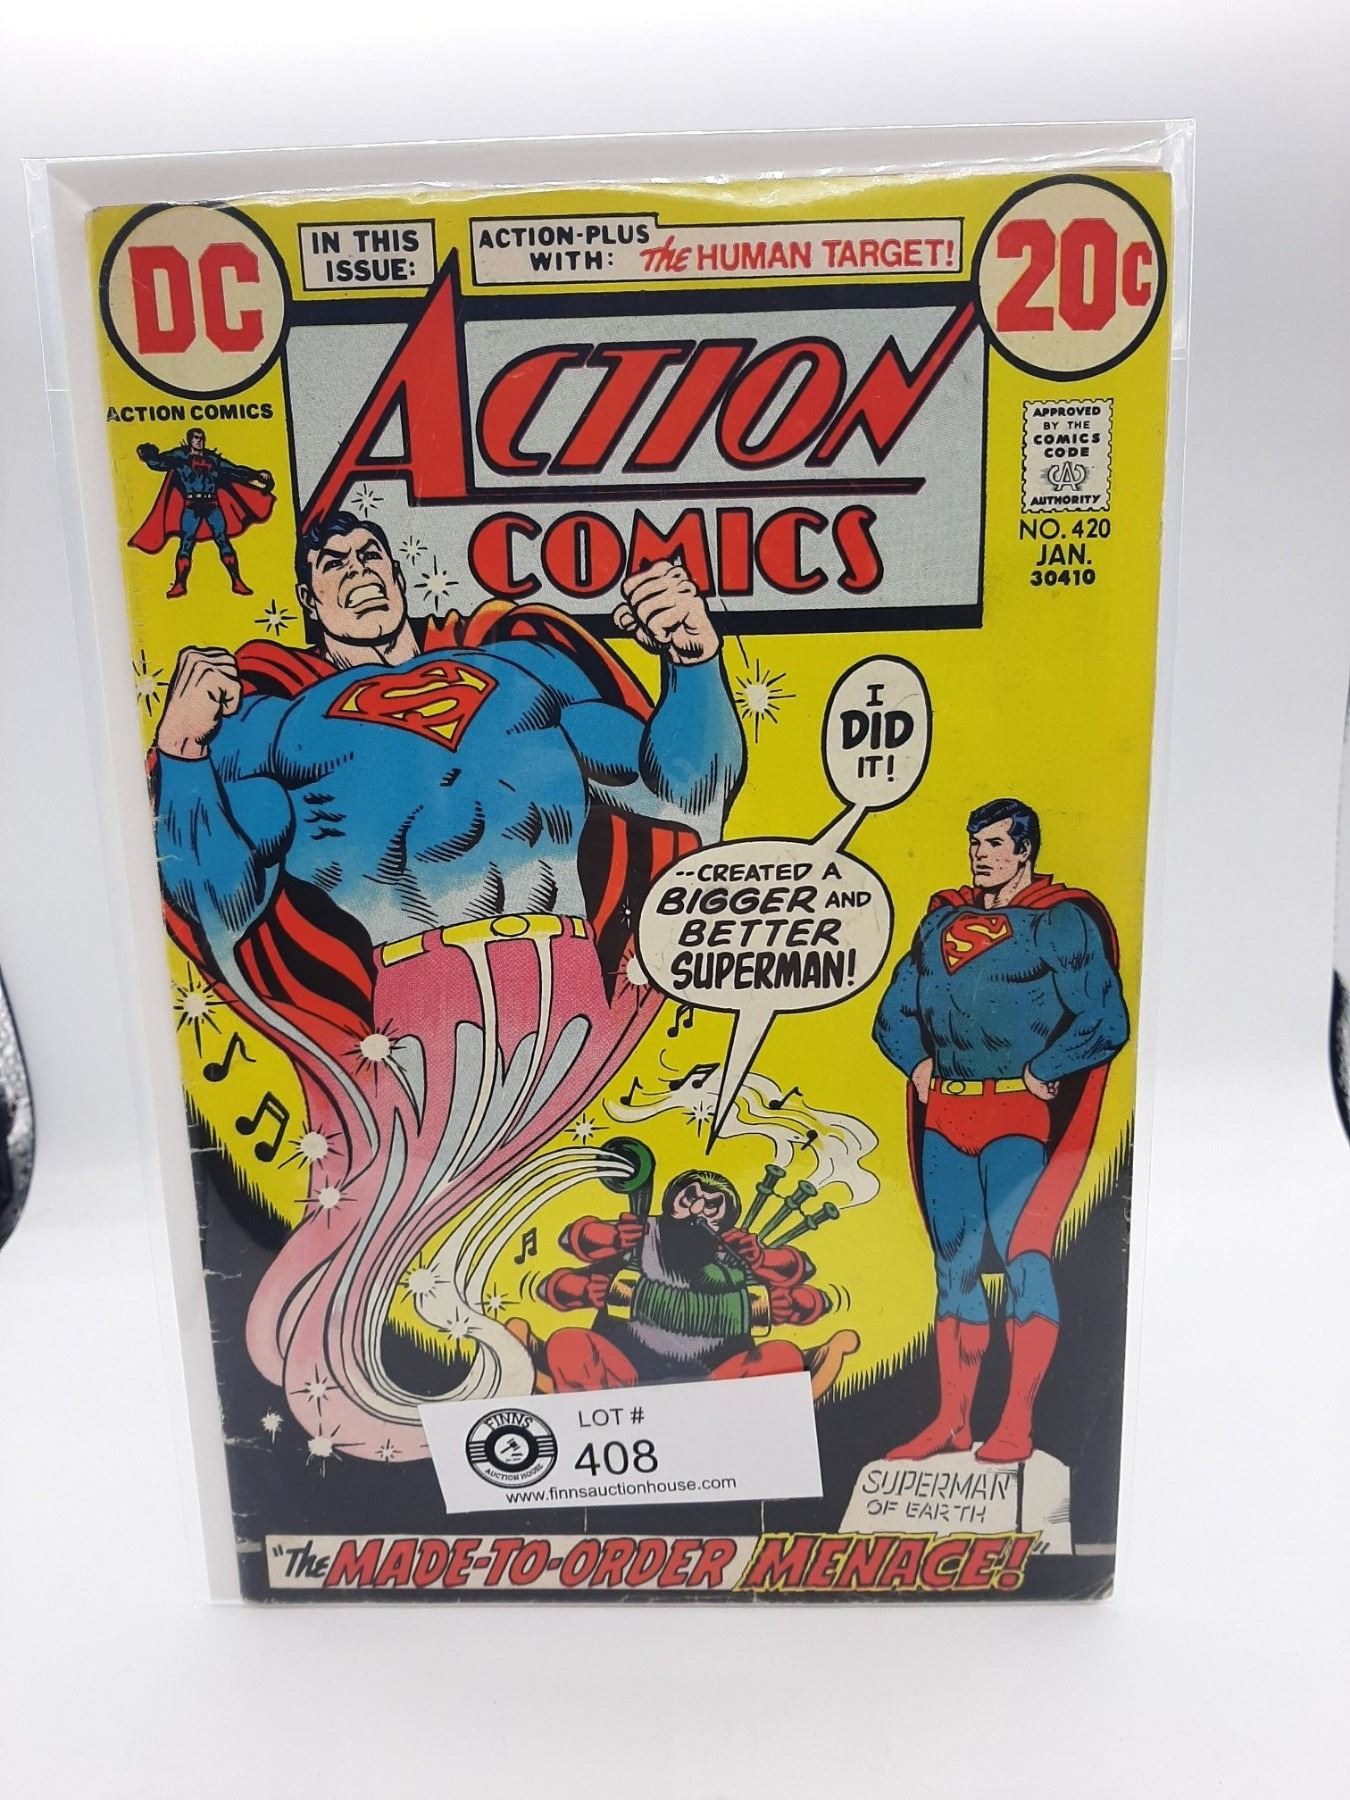 DC
IN THIS
ISSUE:
ACTION-PLUS
WITH: The HUMAN TARGET!
20¢
ACTION
COMICS
ACTION COMICS
APPROVED
BY THE
COMICS
CODE
CA
AUTHORITY
NO. 420
JAN.
30410
S
I
DID
IT!
--CREATED A
BIGGER AND
BETTER
SUPERMAN!
S
FINNS
AUCTION HOUSE
LOT #
408
www.finnsauctionhouse.com
SUPERMAN
OF EARTH
"The MADE-TO-ORDER MENACE!"